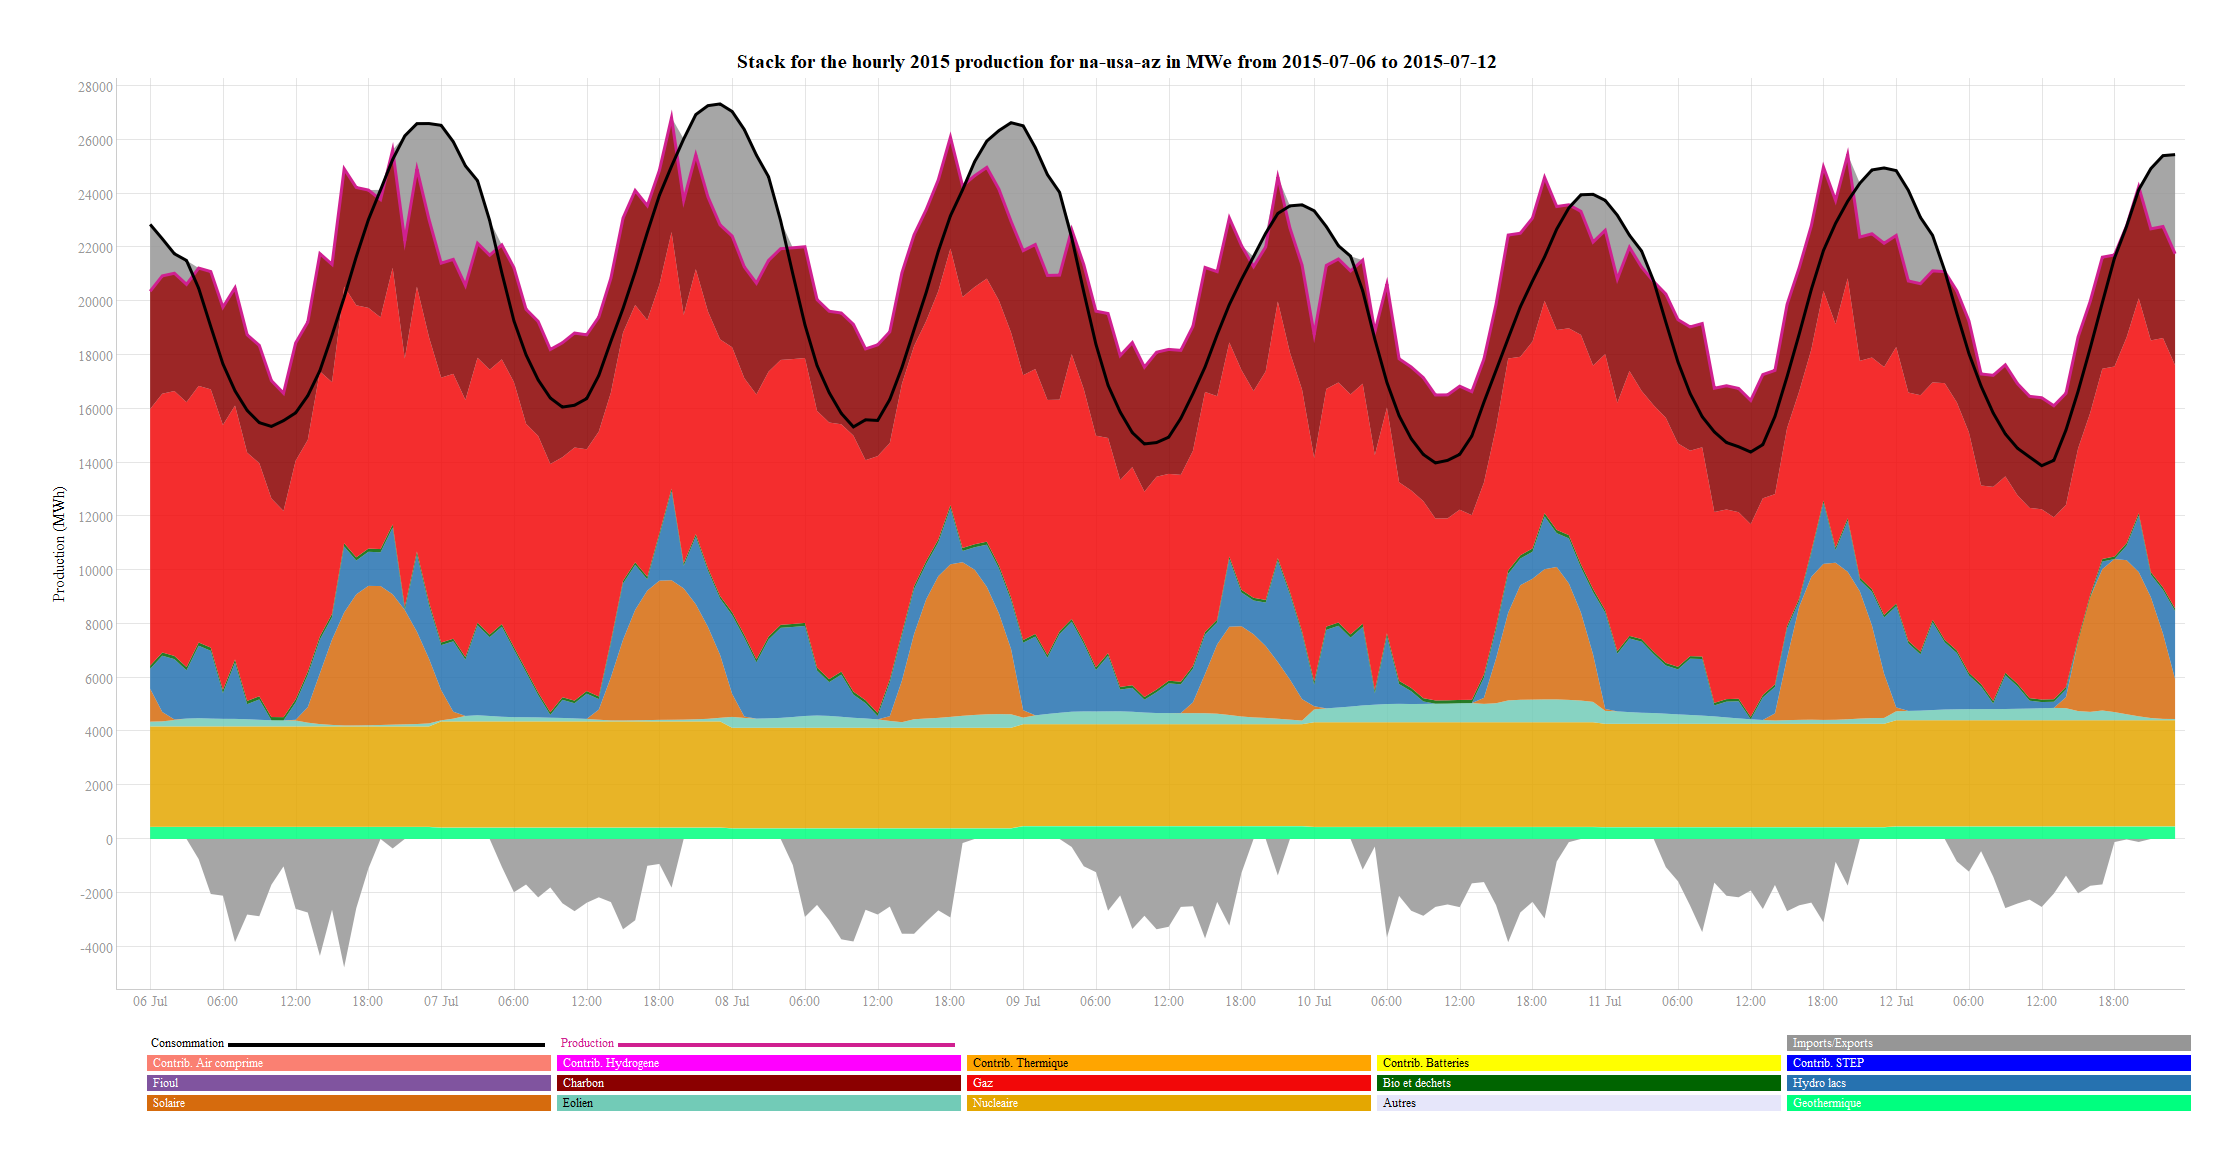 Stack for the hourly 2015 production for na-usa-az in MWe from 2015-07-06 to 2015-07-12
28000
26000
24000
22000
20000
18000
16000
14000
12000
10000
8000
6000
4000
2000
0
-2000
-4000
Production (MWh)
06 Jul 06:00 12:00 18:00 07 Jul 06:00 12:00 18:00 08 Jul 06:00 12:00 18:00 09 Jul 06:00 12:00 18:00 10 Jul 06:00 12:00 18:00 11 Jul 06:00 12:00 18:00 12 Jul 06:00 12:00 18:00
Consommation Production Imports/Exports
Contrib. Air comprime Contrib. Hydrogene Contrib. Thermique Contrib. Batteries Contrib. STEP
Fioul Charbon Gaz Bio et dechets Hydro lacs
Solaire Eolien Nucleaire Autres Geothermique